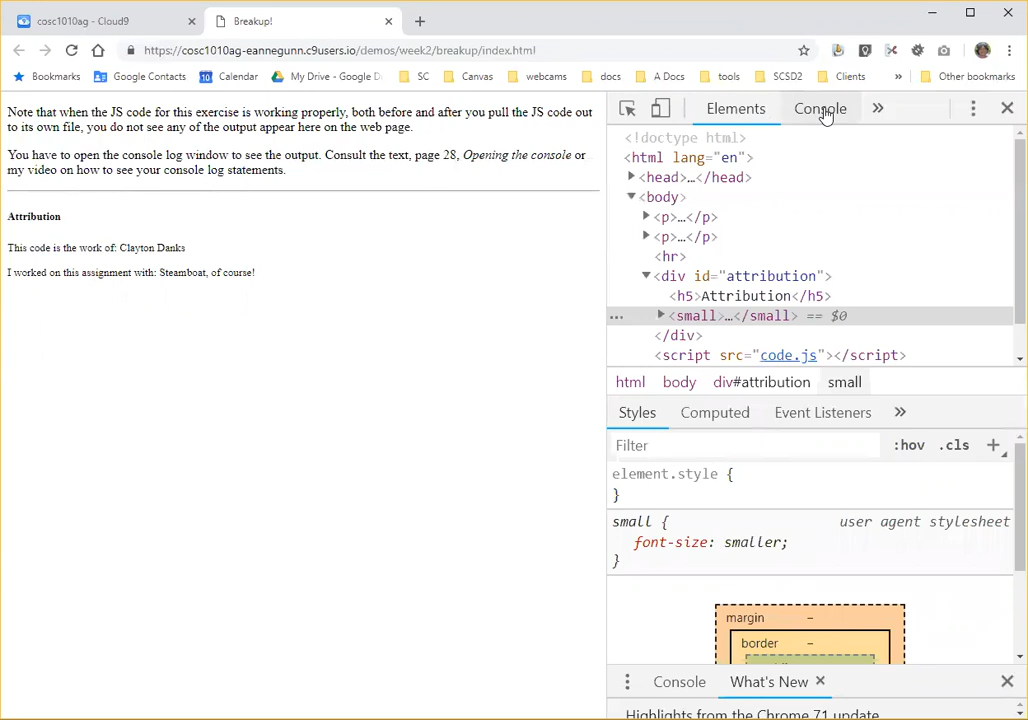 cosc1010ag - Cloud9
Breakup!
https://cosc1010ag-eannegunn.c9users.io/demos/week2/breakup/index.html
Bookmarks
Google Contacts
Calendar
My Drive - Google D
SC
Canvas
webcams
docs
A Docs
tools
SCSD2
Clients
»
Other bookmarks
Note that when the JS code for this exercise is working properly, both before and after you pull the JS code out
to its own file, you do not see any of the output appear here on the web page.
You have to open the console log window to see the output. Consult the text, page 28, Opening the console or
my video on how to see your console log statements.
Attribution
This code is the work of: Clayton Danks
I worked on this assignment with: Steamboat, of course!
Elements Console »
<!doctype html>
<html lang="en">
<head>…</head>
<body>
<p>…</p>
<p>…</p>
<hr>
<div id="attribution">
<h5>Attribution</h5>
... <small>…</small> == $0
</div>
<script src="code.js"></script>
html body div#attribution small
Styles Computed Event Listeners »
Filter :hov .cls +
element.style {
}
small { user agent stylesheet
font-size: smaller;
}
margin –
border –
Console What's New
Highlights from the Chrome 71 update